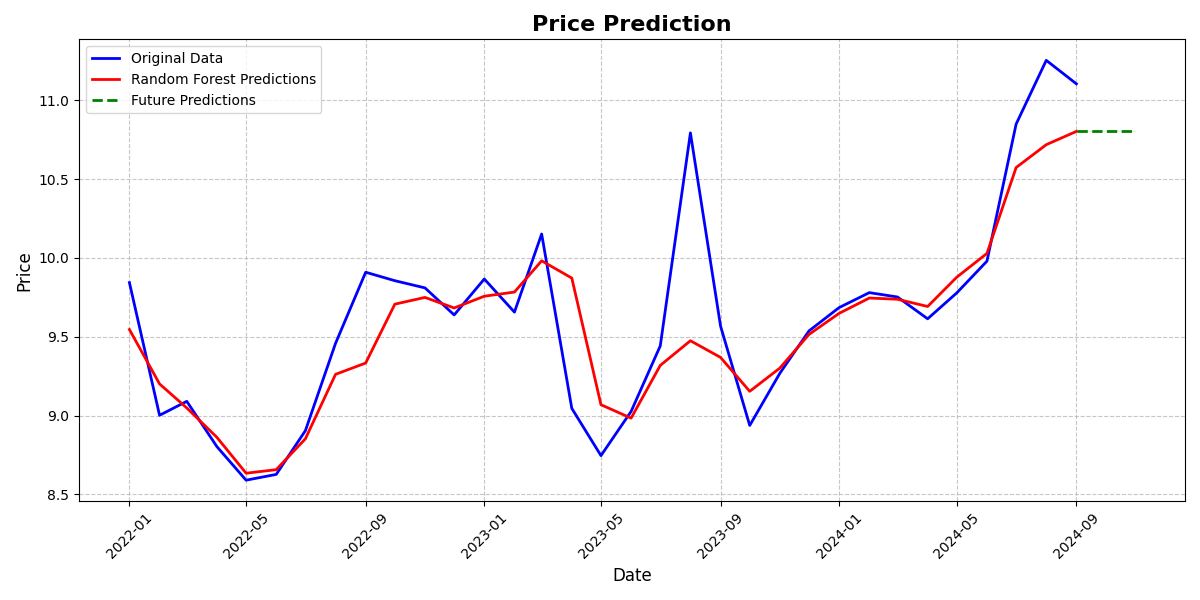 Price Prediction
Original Data
Random Forest Predictions
Future Predictions
Price
11.0
10.5
10.0
9.5
9.0
8.5
2022-01
2022-05
2022-09
2023-01
2023-05
2023-09
2024-01
2024-05
2024-09
Date